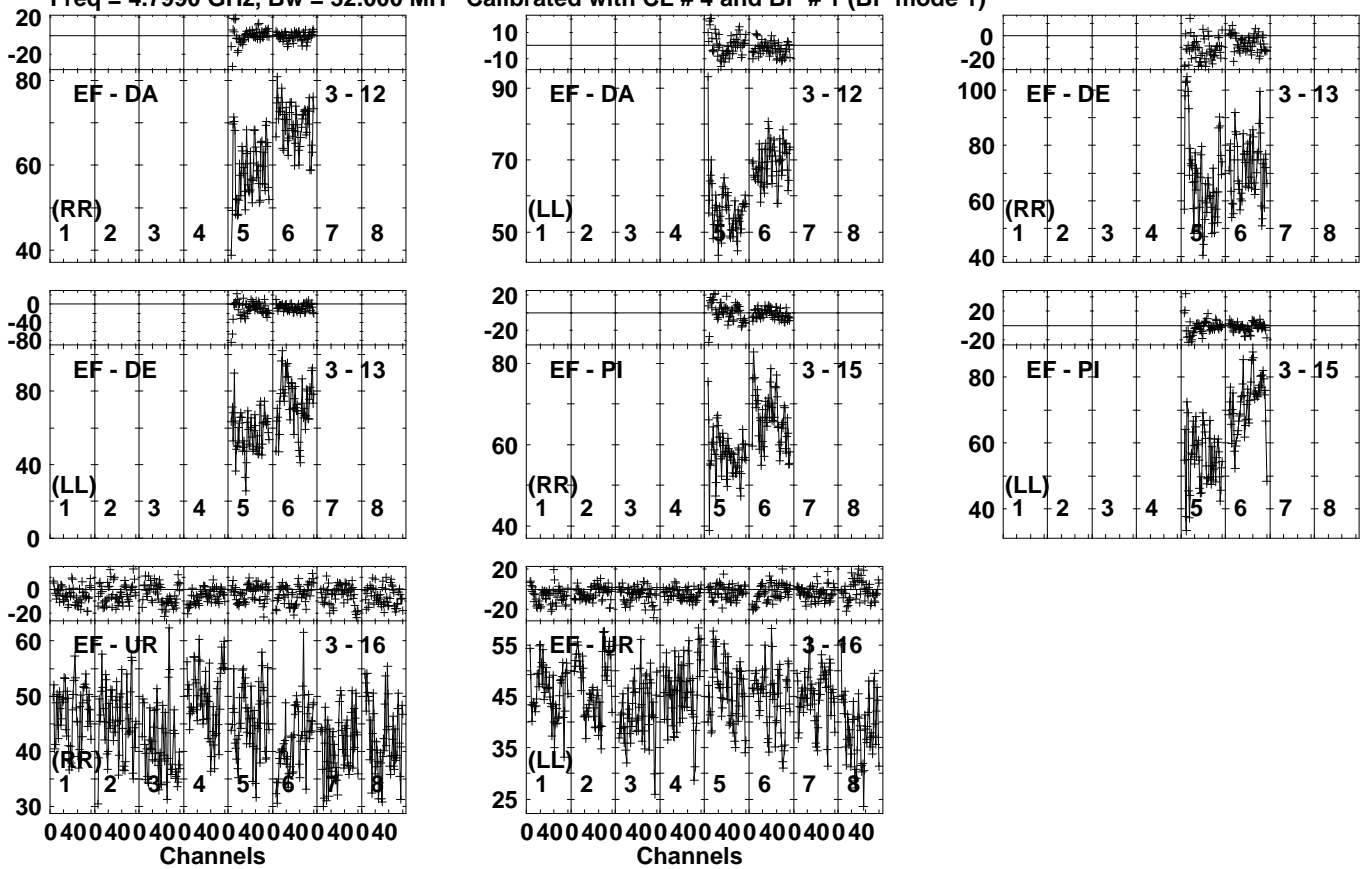 Freq = 4.7990 GHz, Bw = 32.000 MH Calibrated with CL # 4 and BP # 1 (BP mode 1)
20
-20
80
60
40
EF - DA 3 - 12
(RR)
1 2 3 4 5 6 7 8
10
-10
90
70
50
EF - DA 3 - 12
(LL)
1 2 3 4 5 6 7 8
0
-20
100
80
60
40
EF - DE 3 - 13
(RR)
1 2 3 4 5 6 7 8
0
-40
-80
80
40
0
EF - DE 3 - 13
(LL)
1 2 3 4 5 6 7 8
20
-20
80
60
40
EF - PI 3 - 15
(RR)
1 2 3 4 5 6 7 8
20
-20
80
60
40
EF - PI 3 - 15
(LL)
1 2 3 4 5 6 7 8
0
-20
60
50
40
30
EF - UR 3 - 16
(RR)
1 2 3 4 5 6 7 8
0 40 0 40 0 40 0 40 0 40 0 40 0 40 0 40
Channels
20
-20
55
45
35
25
EF - UR 3 - 16
(LL)
1 2 3 4 5 6 7 8
0 40 0 40 0 40 0 40 0 40 0 40 0 40 0 40
Channels